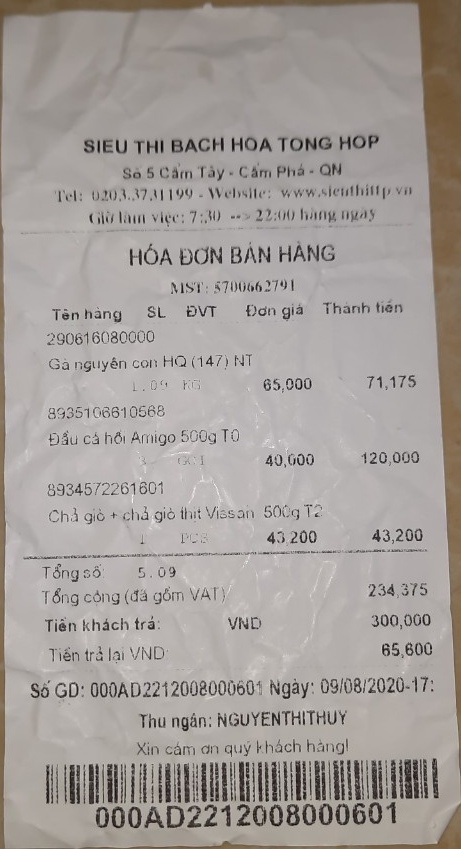 SIEU THI BACH HOA TONG HOP
Số 5 Cẩm Tây - Cẩm Phả - QN
Tel: 0203.3731199 - Website: www.sieuthittp.vn
Giờ làm việc: 7:30 --> 22:00 hàng ngày
HÓA ĐƠN BÁN HÀNG
MST: 5700662791
Tên hàng SL ĐVT Đơn giá Thành tiền
290616080000
Gà nguyên con HQ (147) NT
1.09 KG 65,000 71,175
8935106610568
Đầu cá hồi Amigo 500g T0
3 GOI 40,000 120,000
8934572261601
Chả giò + chả giò thịt Vissan 500g T2
1 PCS 43,200 43,200
Tổng số: 5.09
Tổng cộng (đã gồm VAT) 234,375
Tiền khách trả: VND 300,000
Tiền trả lại VND: 65,600
Số GD: 000AD2212008000601 Ngày: 09/08/2020-17:
Thu ngân: NGUYENTHITHUY
Xin cảm ơn quý khách hàng!
000AD2212008000601